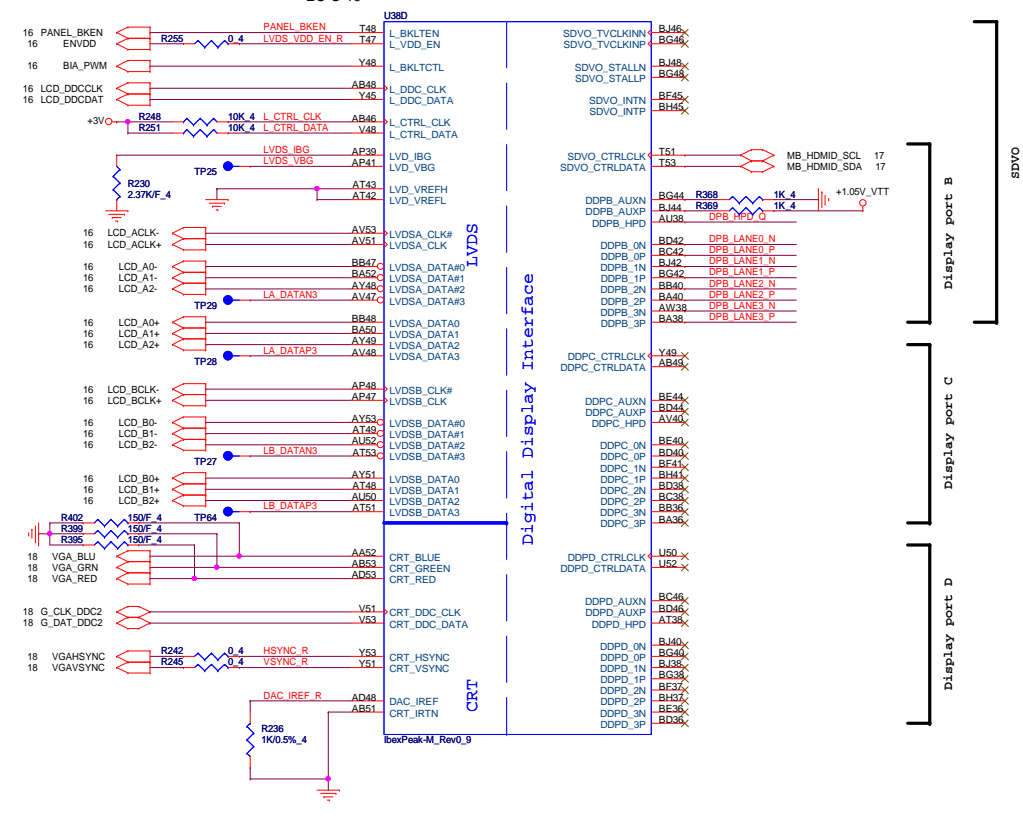 U38D
16 PANEL_BKEN PANEL_BKEN T48 L_BKLTEN
16 ENVDD R255 0_4 LVDS_VDD_EN_R T47 L_VDD_EN
16 BIA_PWM Y48 L_BKLTCTL
16 LCD_DDCCLK AB48 L_DDC_CLK
16 LCD_DDCDAT Y45 L_DDC_DATA
+3V R248 10K_4 L_CTRL_CLK AB46 L_CTRL_CLK
R251 10K_4 L_CTRL_DATA V48 L_CTRL_DATA
LVDS_IBG AP39 LVD_IBG
TP25 LVDS_VBG AP41 LVD_VBG
R230
2.37K/F_4
AT43 LVD_VREFH
AT42 LVD_VREFL
16 LCD_ACLK- AV53 LVDSA_CLK#
16 LCD_ACLK+ AV51 LVDSA_CLK
16 LCD_A0- BB47 LVDSA_DATA#0
16 LCD_A1- BA52 LVDSA_DATA#1
16 LCD_A2- AY48 LVDSA_DATA#2
TP29 LA_DATAN3 AV47 LVDSA_DATA#3
16 LCD_A0+ BB48 LVDSA_DATA0
16 LCD_A1+ BA50 LVDSA_DATA1
16 LCD_A2+ AY49 LVDSA_DATA2
TP28 LA_DATAP3 AV48 LVDSA_DATA3
16 LCD_BCLK- AP48 LVDSB_CLK#
16 LCD_BCLK+ AP47 LVDSB_CLK
16 LCD_B0- AY53 LVDSB_DATA#0
16 LCD_B1- AT49 LVDSB_DATA#1
16 LCD_B2- AU52 LVDSB_DATA#2
TP27 LB_DATAN3 AT53 LVDSB_DATA#3
16 LCD_B0+ AY51 LVDSB_DATA0
16 LCD_B1+ AT48 LVDSB_DATA1
16 LCD_B2+ AU50 LVDSB_DATA2
TP64 LB_DATAP3 AT51 LVDSB_DATA3
R402 150/F_4
R399 150/F_4
R395 150/F_4
18 VGA_BLU AA52 CRT_BLUE
18 VGA_GRN AB53 CRT_GREEN
18 VGA_RED AD53 CRT_RED
18 G_CLK_DDC2 V51 CRT_DDC_CLK
18 G_DAT_DDC2 V53 CRT_DDC_DATA
18 VGAHSYNC R242 0_4 HSYNC_R Y53 CRT_HSYNC
18 VGAVSYNC R245 0_4 VSYNC_R Y51 CRT_VSYNC
DAC_IREF_R AD48 DAC_IREF
AB51 CRT_IRTN
R236
1K/0.5%_4
IbexPeak-M_Rev0_9
LVDS
Digital Display Interface
CRT
SDVO_TVCLKINN BJ46
SDVO_TVCLKINP BG46
SDVO_STALLN BJ48
SDVO_STALLP BG48
SDVO_INTN BF45
SDVO_INTP BH45
SDVO_CTRLCLK T51 MB_HDMID_SCL 17
SDVO_CTRLDATA T53 MB_HDMID_SDA 17
DDPB_AUXN BG44 R368 1K_4
DDPB_AUXP BJ44 R369 1K_4 +1.05V_VTT
DDPB_HPD AU38 DPB_HPD_Q
DDPB_0N BD42 DPB_LANE0_N
DDPB_0P BC42 DPB_LANE0_P
DDPB_1N BJ42 DPB_LANE1_N
DDPB_1P BG42 DPB_LANE1_P
DDPB_2N BB40 DPB_LANE2_N
DDPB_2P BA40 DPB_LANE2_P
DDPB_3N AW38 DPB_LANE3_N
DDPB_3P BA38 DPB_LANE3_P
DDPC_CTRLCLK Y49
DDPC_CTRLDATA AB49
DDPC_AUXN BE44
DDPC_AUXP BD44
DDPC_HPD AV40
DDPC_0N BE40
DDPC_0P BD40
DDPC_1N BF41
DDPC_1P BH41
DDPC_2N BD38
DDPC_2P BC38
DDPC_3N BB36
DDPC_3P BA36
DDPD_CTRLCLK U50
DDPD_CTRLDATA U52
DDPD_AUXN BC46
DDPD_AUXP BD46
DDPD_HPD AT38
DDPD_0N BJ40
DDPD_0P BG40
DDPD_1N BJ38
DDPD_1P BG38
DDPD_2N BF37
DDPD_2P BH37
DDPD_3N BE36
DDPD_3P BD36
Display port B
SDVO
Display port C
Display port D